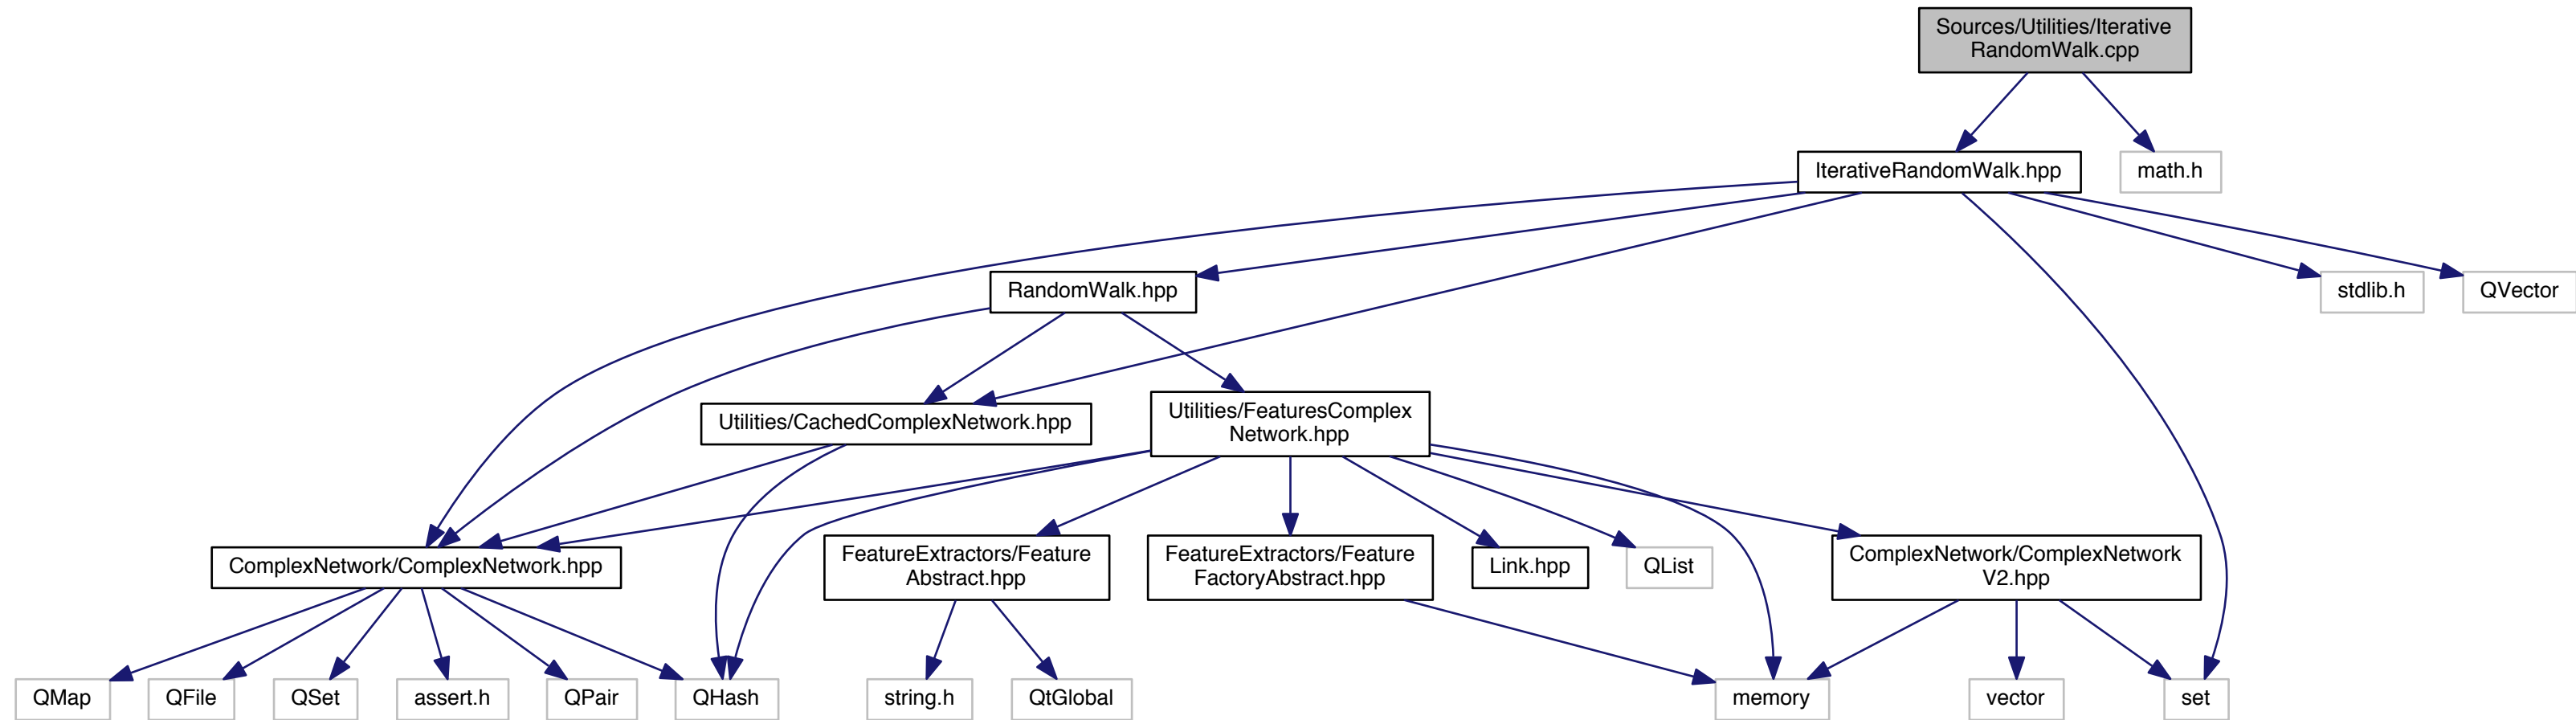 Sources/Utilities/Iterative
RandomWalk.cpp
IterativeRandomWalk.hpp
math.h
RandomWalk.hpp
stdlib.h
QVector
Utilities/CachedComplexNetwork.hpp
Utilities/FeaturesComplex
Network.hpp
ComplexNetwork/ComplexNetwork.hpp
FeatureExtractors/Feature
Abstract.hpp
FeatureExtractors/Feature
FactoryAbstract.hpp
Link.hpp
QList
ComplexNetwork/ComplexNetwork
V2.hpp
QMap
QFile
QSet
assert.h
QPair
QHash
string.h
QtGlobal
memory
vector
set